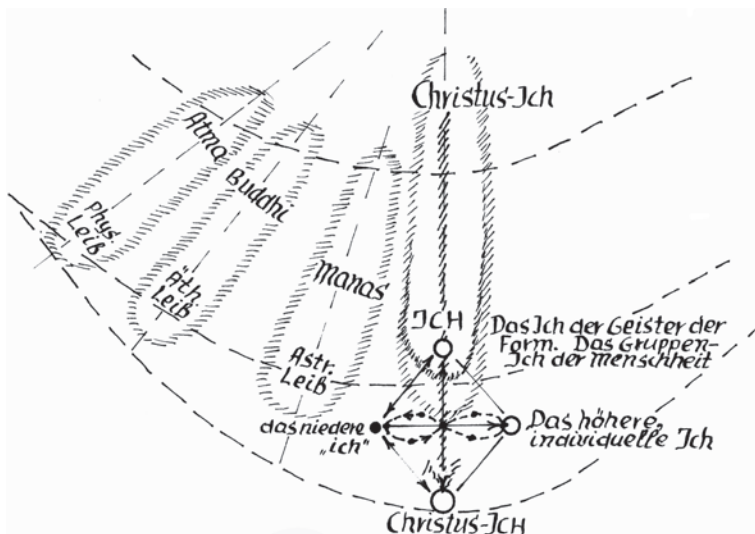 Christus-Ich
Atma
Buddhi
Manas
Phys.
Leib
Äth.
Leib
Astr.
Leib
ICH
Das Ich der Geister der
Form. Das Gruppen-
Ich der Menschheit
das niedere
„ich“
Das höhere,
individuelle Ich
Christus-ICH